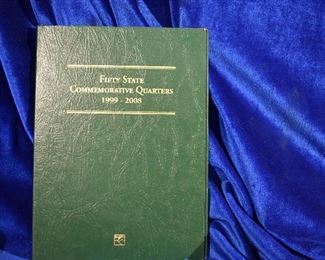 Fifty State
Commemorative Quarters
1999 - 2008